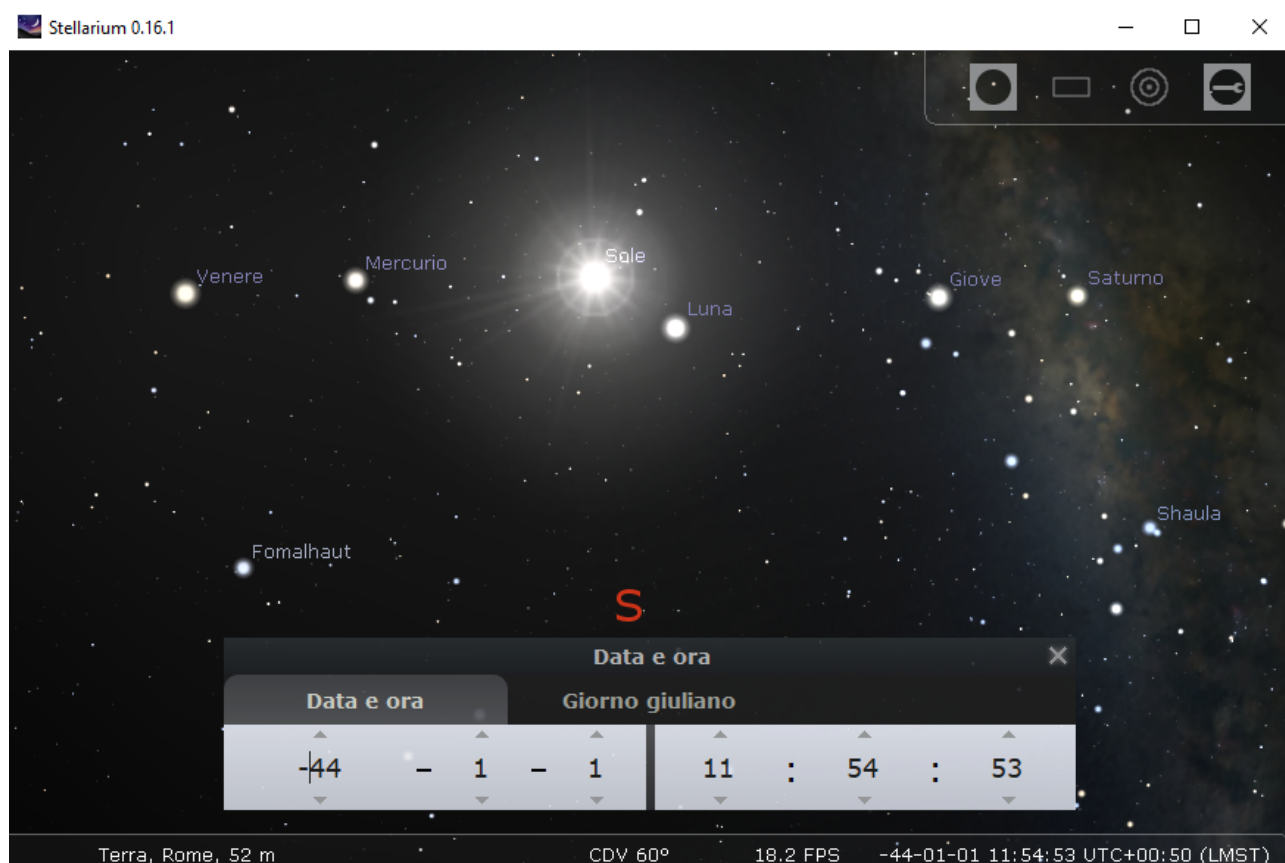 Stellarium 0.16.1
Sole
Mercurio
Venere
Giove
Saturno
Luna
Shaula
Fomalhaut
S
Data e ora
Data e ora Giorno giuliano
-44 – 1 – 1 11 : 54 : 53
Terra, Rome, 52 m CDV 60° 18.2 FPS -44-01-01 11:54:53 UTC+00:50 (LMST)